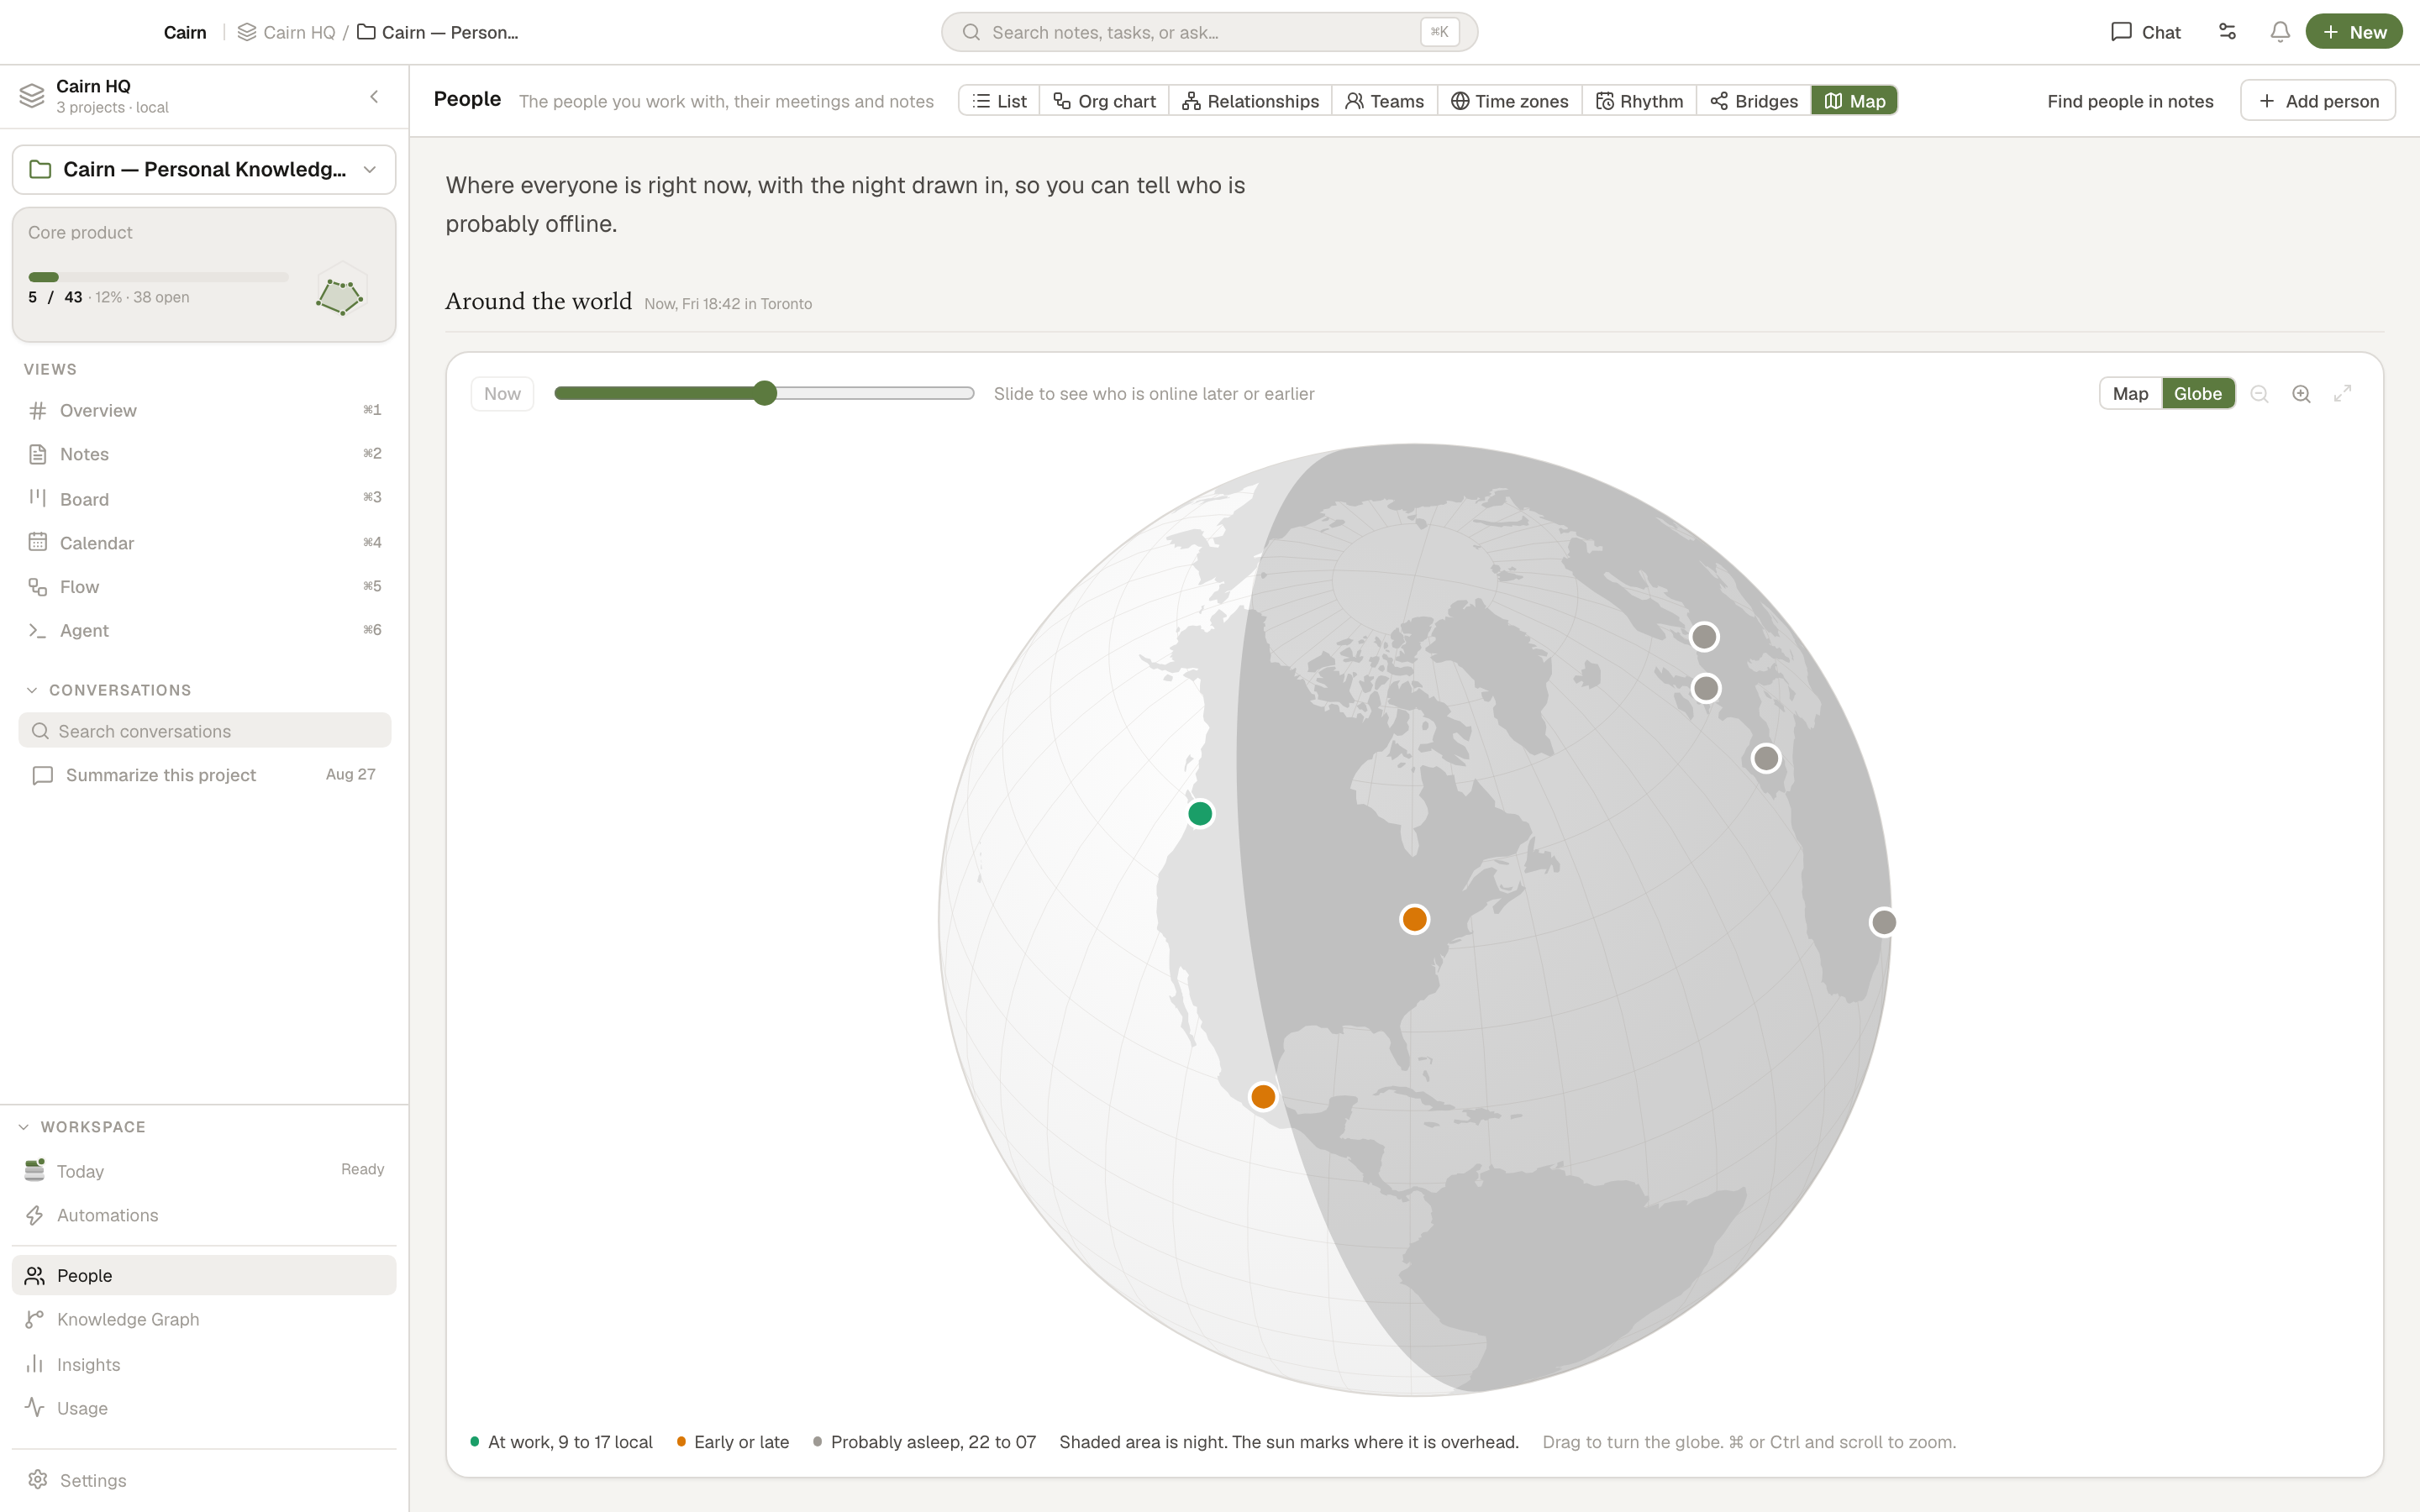 Cairn
Cairn HQ / Cairn — Person...
Search notes, tasks, or ask...
⌘K
Chat
New
Cairn HQ
3 projects · local
People
The people you work with, their meetings and notes
List
Org chart
Relationships
Teams
Time zones
Rhythm
Bridges
Map
Find people in notes
Add person
Cairn — Personal Knowledg...
Core product
5 / 43 · 12% · 38 open
VIEWS
Overview ⌘1
Notes ⌘2
Board ⌘3
Calendar ⌘4
Flow ⌘5
Agent ⌘6
CONVERSATIONS
Search conversations
Summarize this project Aug 27
WORKSPACE
Today Ready
Automations
People
Knowledge Graph
Insights
Usage
Settings
Where everyone is right now, with the night drawn in, so you can tell who is
probably offline.
Around the world Now, Fri 18:42 in Toronto
Now
Slide to see who is online later or earlier
Map
Globe
At work, 9 to 17 local
Early or late
Probably asleep, 22 to 07
Shaded area is night. The sun marks where it is overhead.
Drag to turn the globe. ⌘ or Ctrl and scroll to zoom.